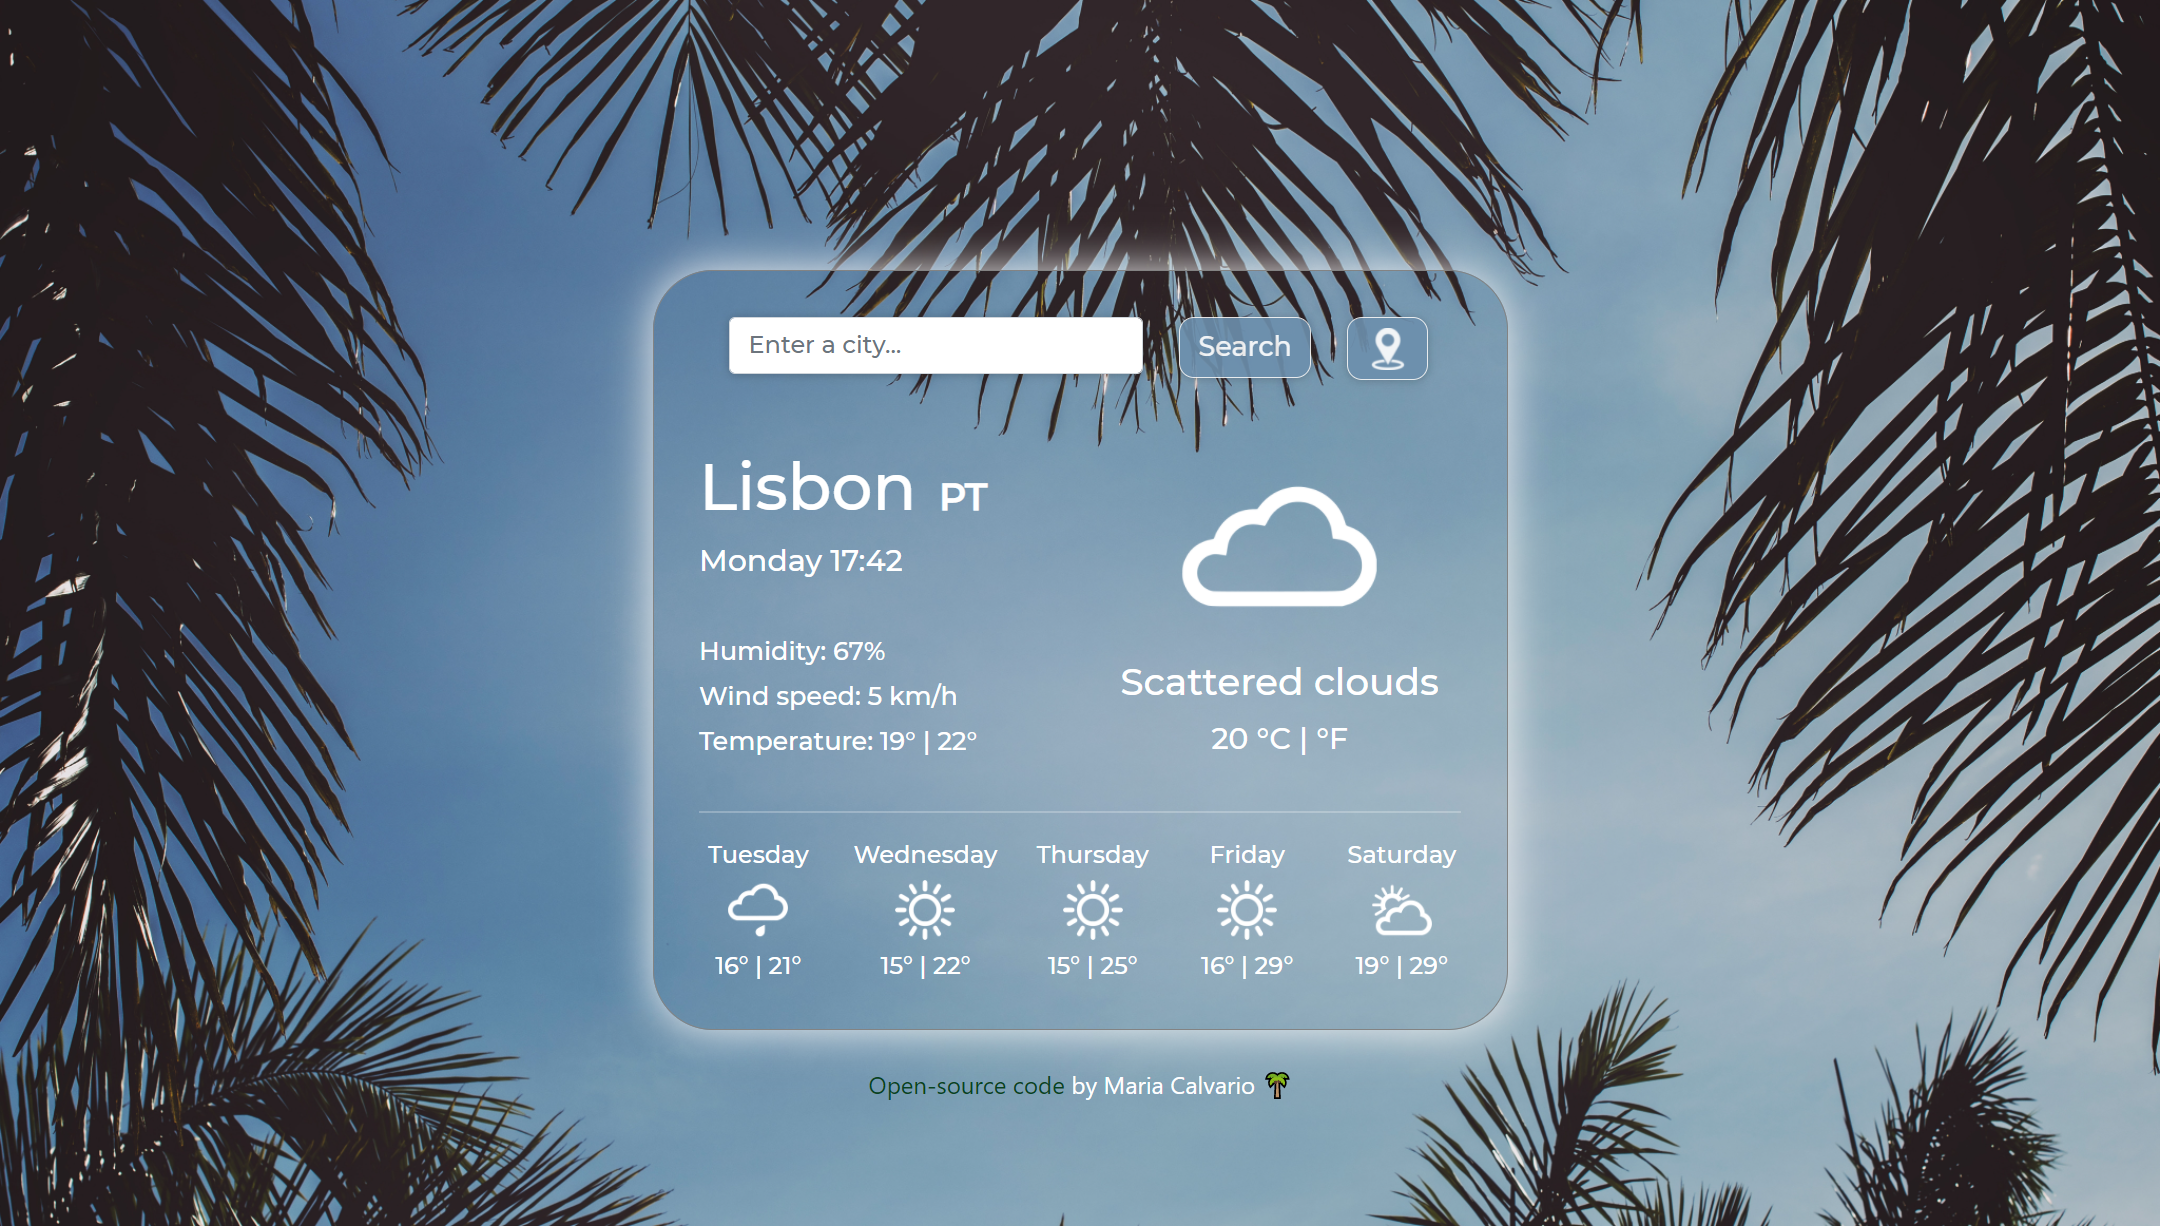 Enter a city...
Search
Lisbon PT
Monday 17:42
Humidity: 67%
Wind speed: 5 km/h
Temperature: 19° | 22°
Scattered clouds
20 °C | °F
Tuesday Wednesday Thursday Friday Saturday
16° | 21° 15° | 22° 15° | 25° 16° | 29° 19° | 29°
Open-source code by Maria Calvario 🌴